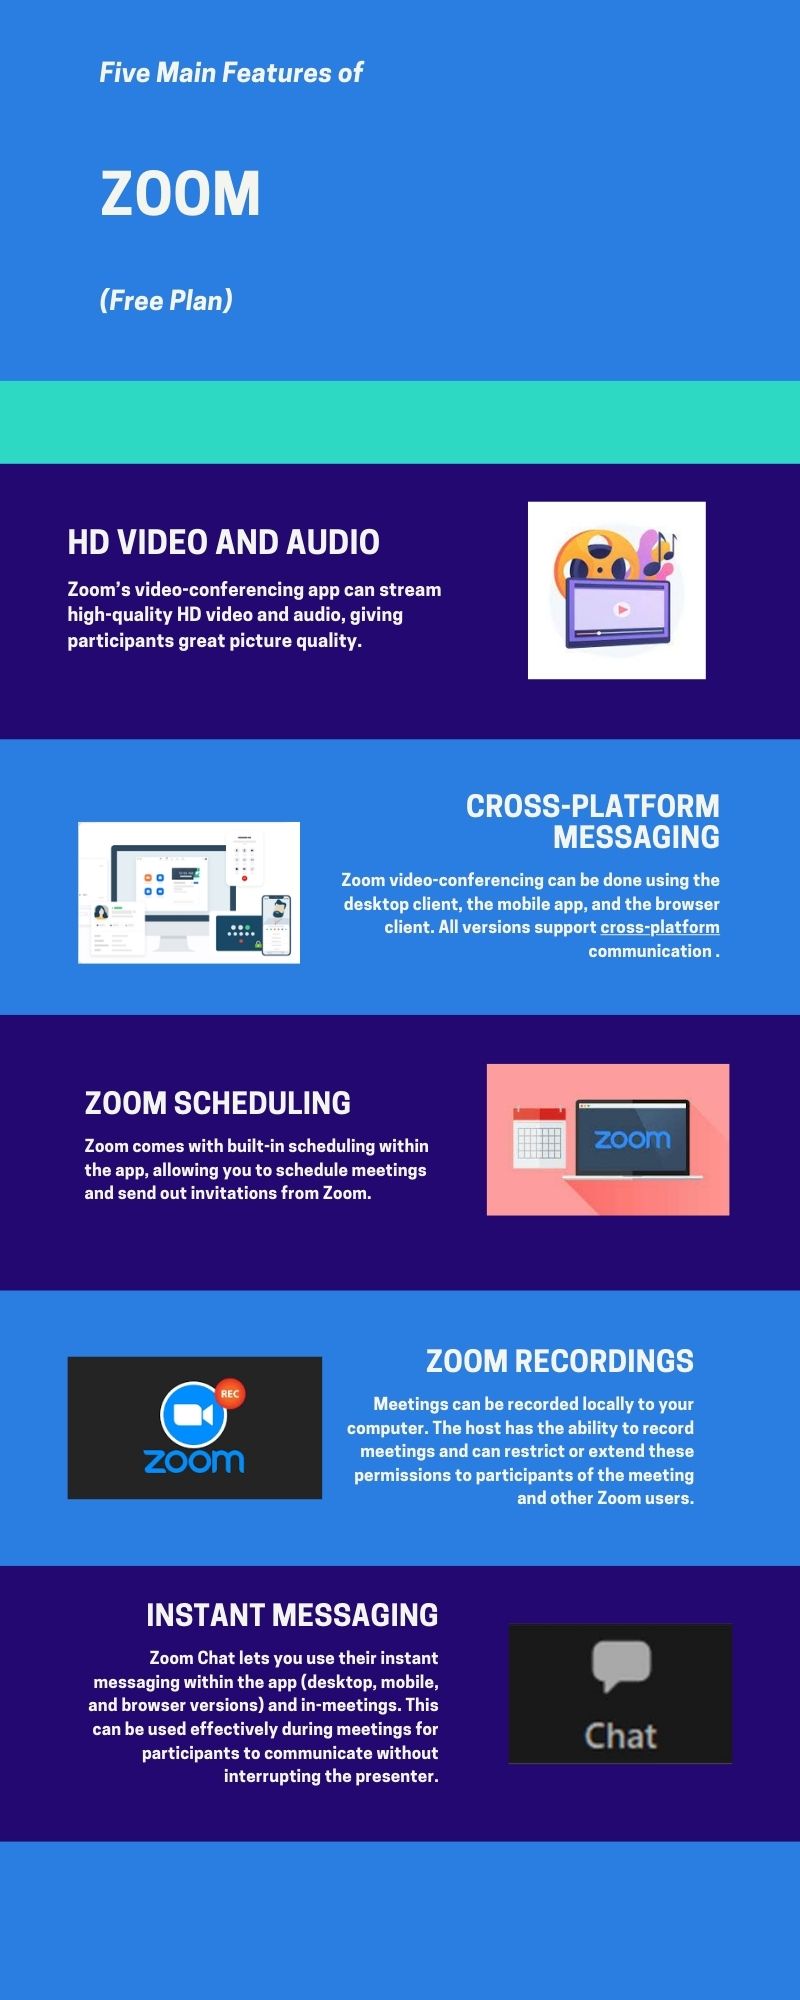 Five Main Features of
ZOOM
(Free Plan)
HD VIDEO AND AUDIO
Zoom's video-conferencing app can stream
high-quality HD video and audio, giving
participants great picture quality.
CROSS-PLATFORM
MESSAGING
Zoom video-conferencing can be done using the
desktop client, the mobile app, and the browser
client. All versions support cross-platform
communication .
ZOOM SCHEDULING
Zoom comes with built-in scheduling within
the app, allowing you to schedule meetings
and send out invitations from Zoom.
zoom
ZOOM RECORDINGS
Meetings can be recorded locally to your
computer. The host has the ability to record
meetings and can restrict or extend these
permissions to participants of the meeting
and other Zoom users.
REC
zoom
INSTANT MESSAGING
Zoom Chat lets you use their instant
messaging within the app (desktop, mobile,
and browser versions) and in-meetings. This
can be used effectively during meetings for
participants to communicate without
interrupting the presenter.
Chat